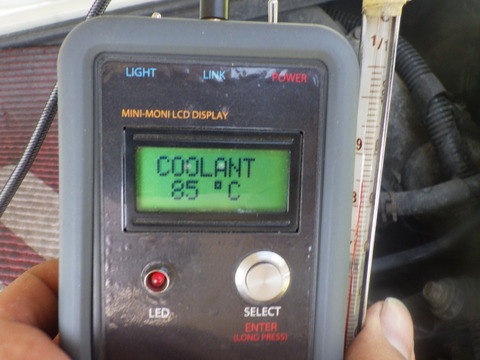 LIGHT LINK POWER
MINI-MONI LCD DISPLAY
COOLANT
85 °C
LED SELECT
ENTER
(LONG PRESS)